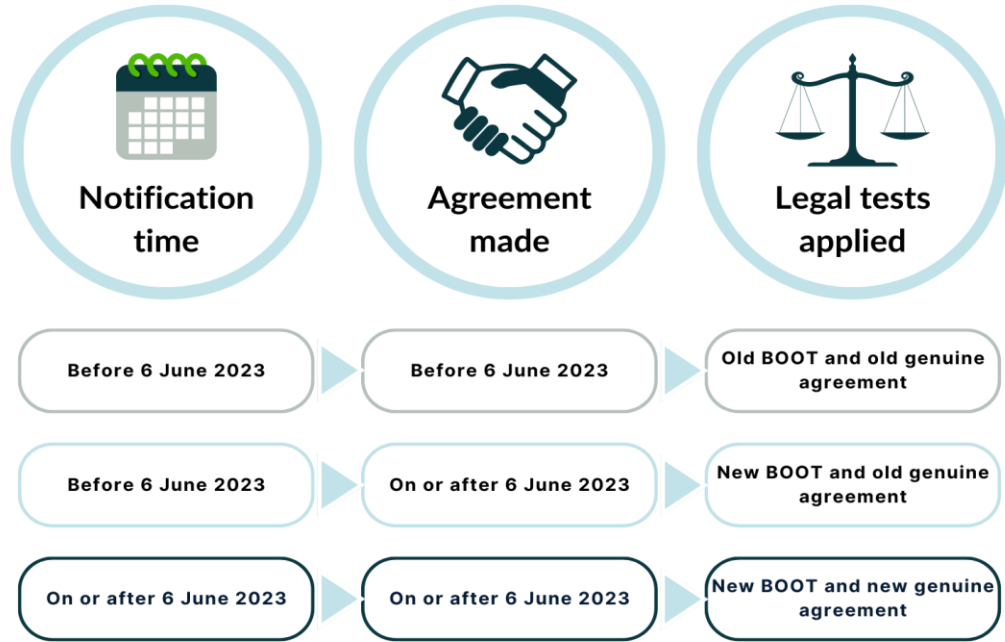 Notification
time
Agreement
made
Legal tests
applied
Before 6 June 2023
Before 6 June 2023
Old BOOT and old genuine
agreement
Before 6 June 2023
On or after 6 June 2023
New BOOT and old genuine
agreement
On or after 6 June 2023
On or after 6 June 2023
New BOOT and new genuine
agreement